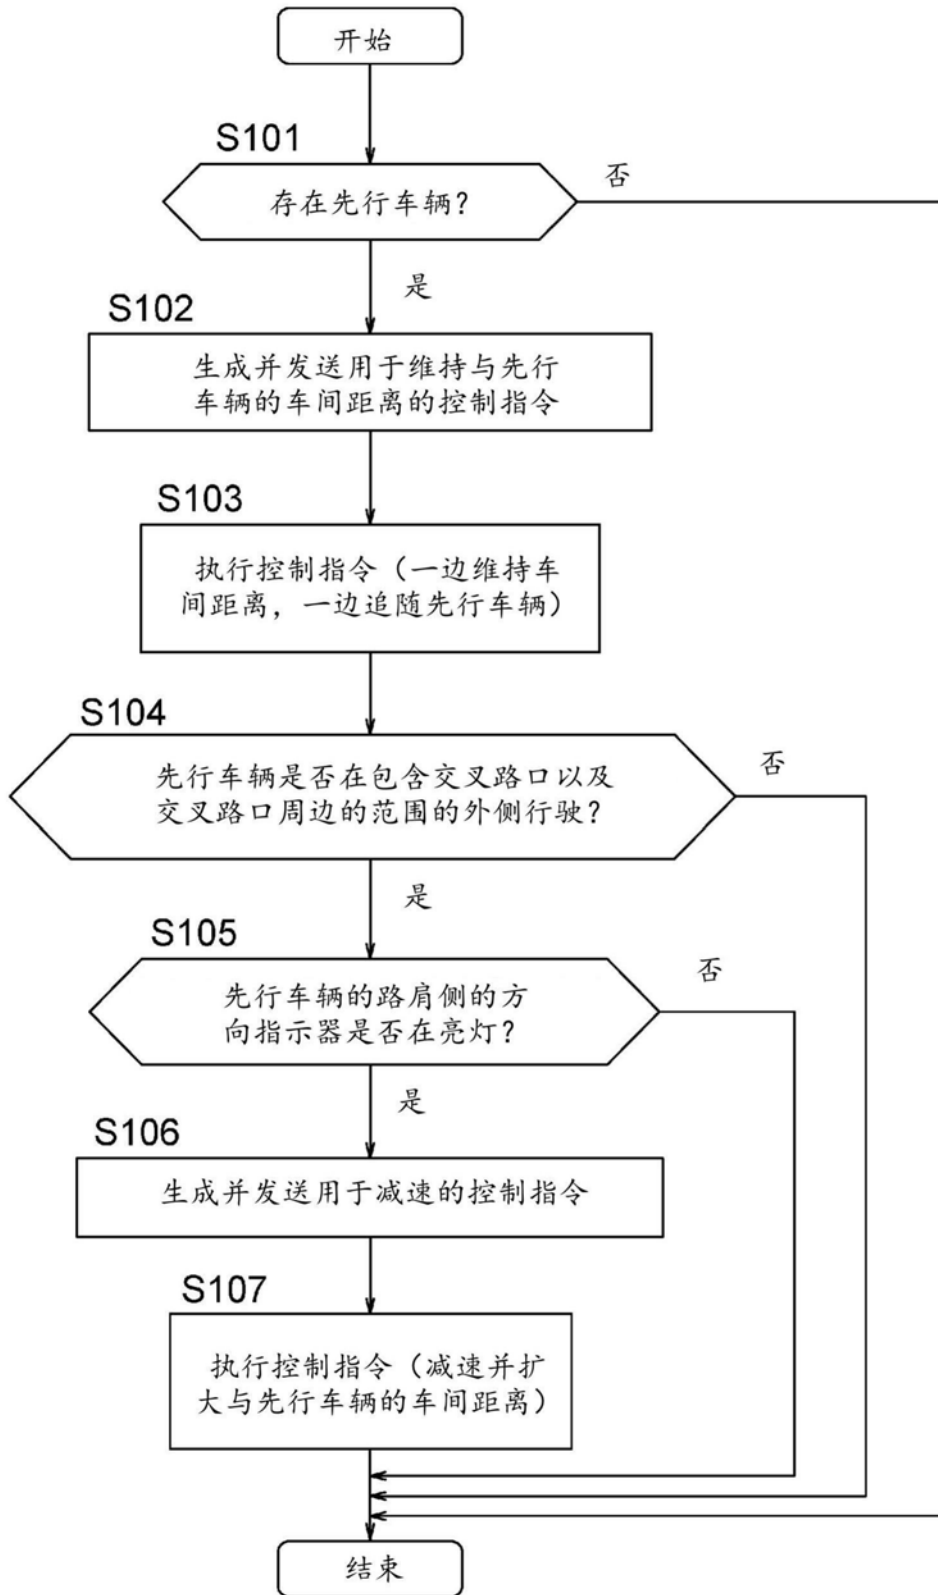 开始
S101
存在先行车辆?
否
是
S102
生成并发送用于维持与先行
车辆的车间距离的控制指令
S103
执行控制指令（一边维持车
间距离，一边追随先行车辆）
S104
先行车辆是否在包含交叉路口以及
交叉路口周边的范围的外侧行驶?
否
是
S105
先行车辆的路肩侧的方
向指示器是否在亮灯?
否
是
S106
生成并发送用于减速的控制指令
S107
执行控制指令（减速并扩
大与先行车辆的车间距离）
结束